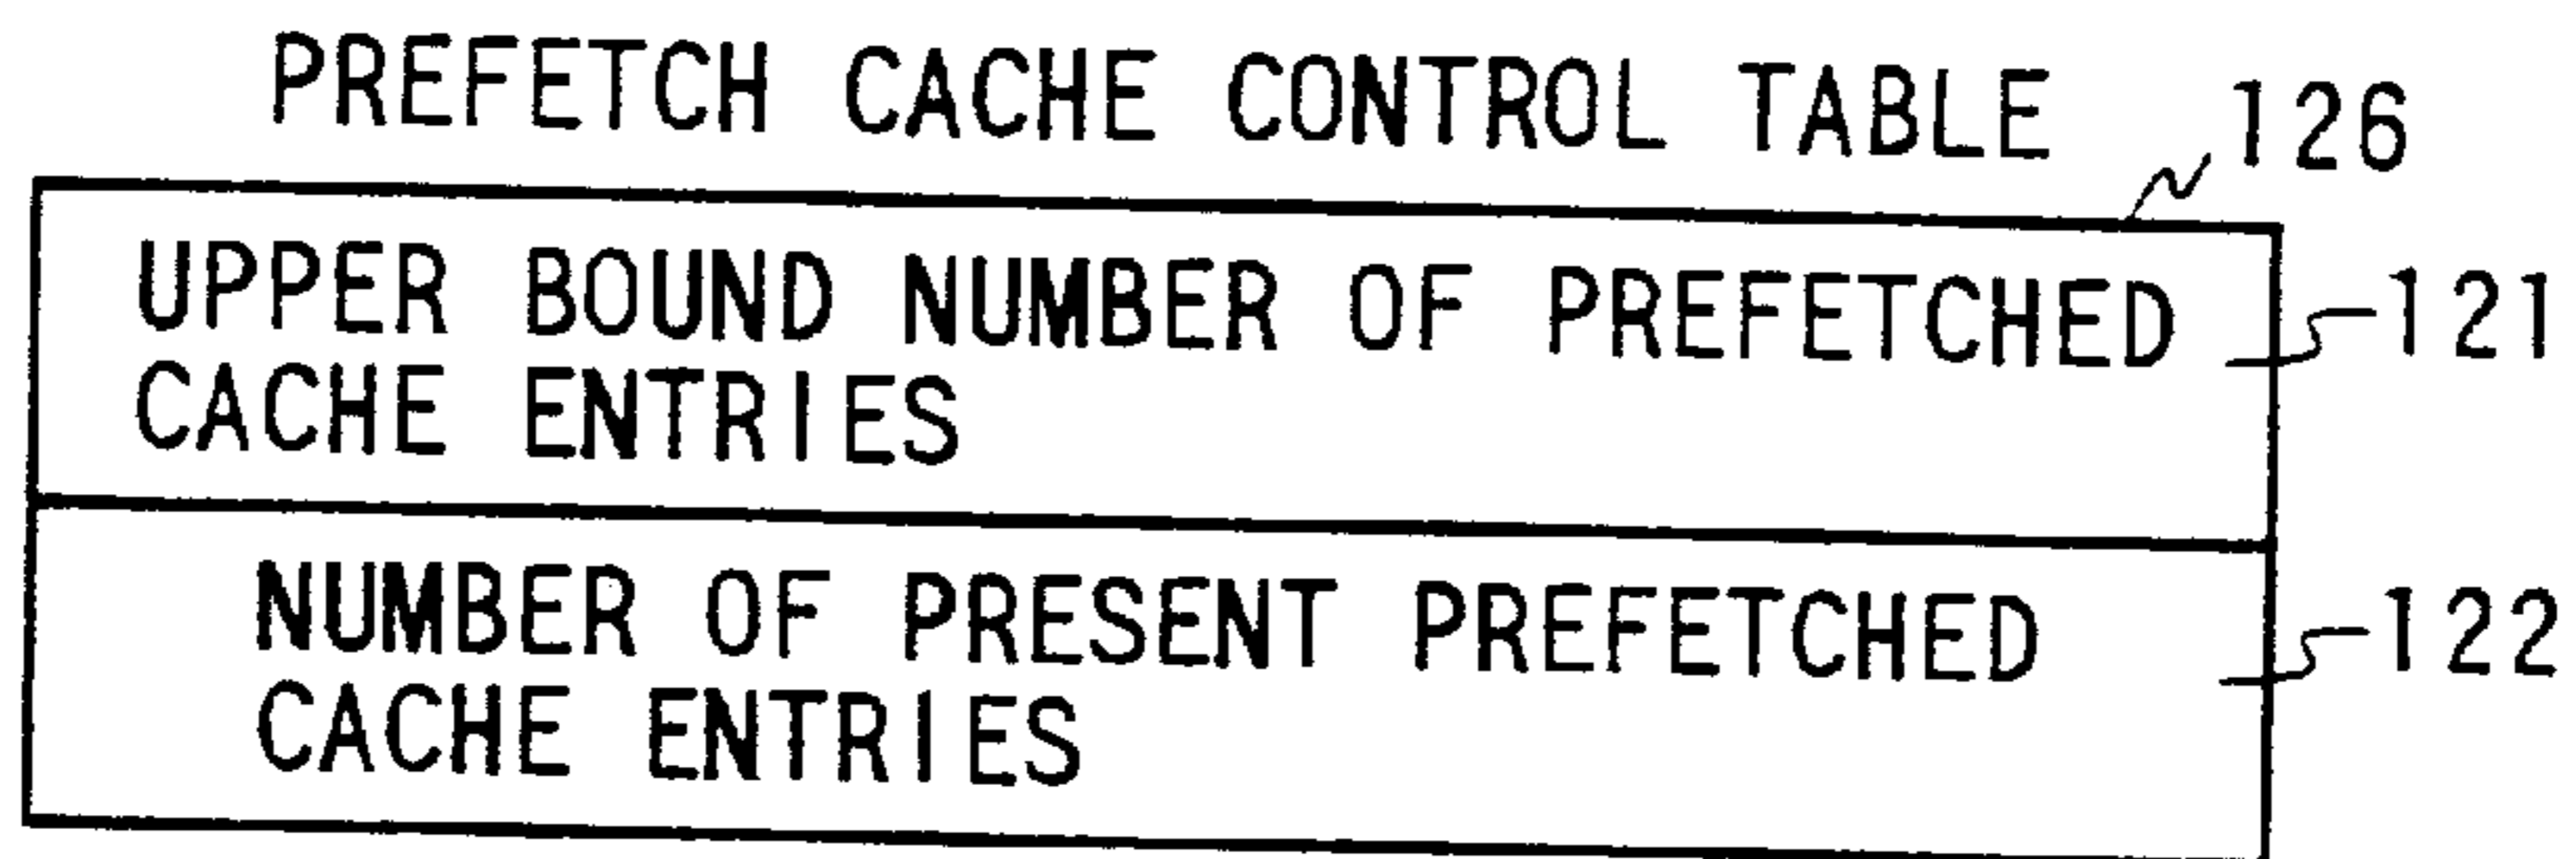 PREFETCH CACHE CONTROL TABLE
126
UPPER BOUND NUMBER OF PREFETCHED
CACHE ENTRIES
121
NUMBER OF PRESENT PREFETCHED
CACHE ENTRIES
122